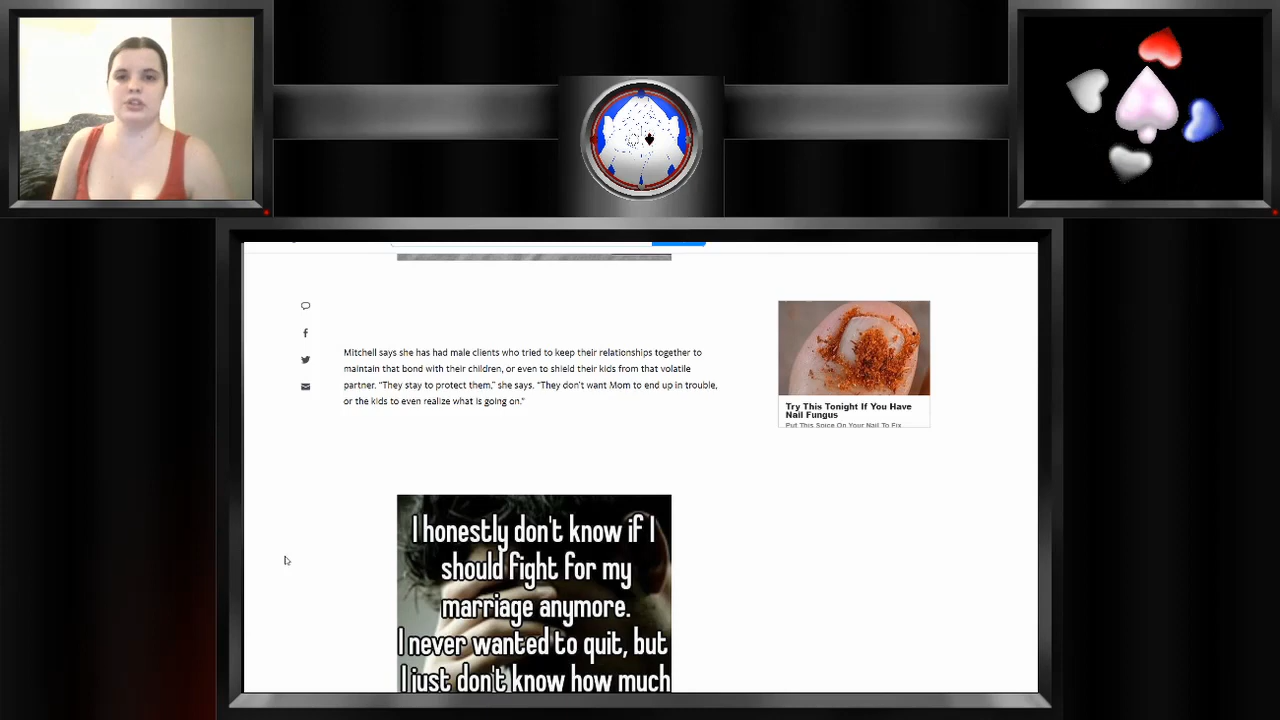 Mitchell says she has had male clients who tried to keep their relationships together to
maintain that bond with their children, or even to shield their kids from that volatile
partner. “They stay to protect them,” she says. “They don’t want Mom to end up in trouble,
or the kids to even realize what is going on.”
Try This Tonight If You Have
Nail Fungus
Put This Spice On Your Nail To Fix
I honestly don't know if I
should fight for my
marriage anymore.
I never wanted to quit, but
I just don't know how much